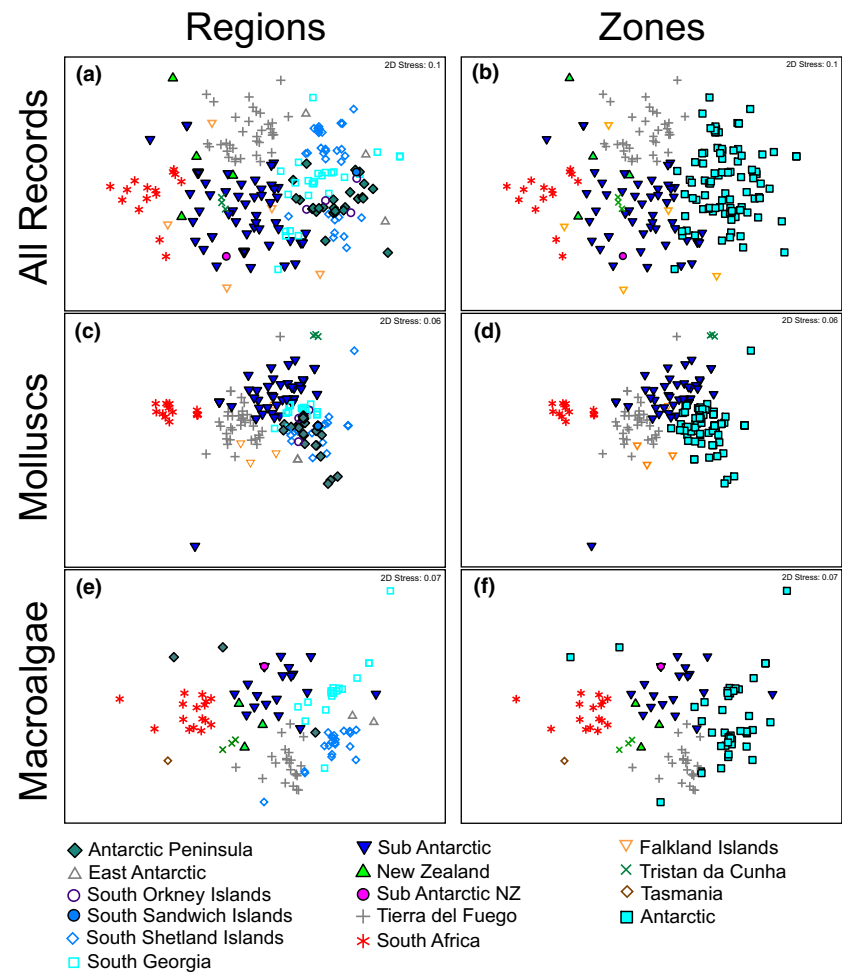 Regions
Zones
All Records
(a)
2D Stress: 0.1
(b)
2D Stress: 0.1
Molluscs
(c)
2D Stress: 0.06
(d)
2D Stress: 0.06
Macroalgae
(e)
2D Stress: 0.07
(f)
2D Stress: 0.07
Antarctic Peninsula
East Antarctic
South Orkney Islands
South Sandwich Islands
South Shetland Islands
South Georgia
Sub Antarctic
New Zealand
Sub Antarctic NZ
Tierra del Fuego
South Africa
Falkland Islands
Tristan da Cunha
Tasmania
Antarctic